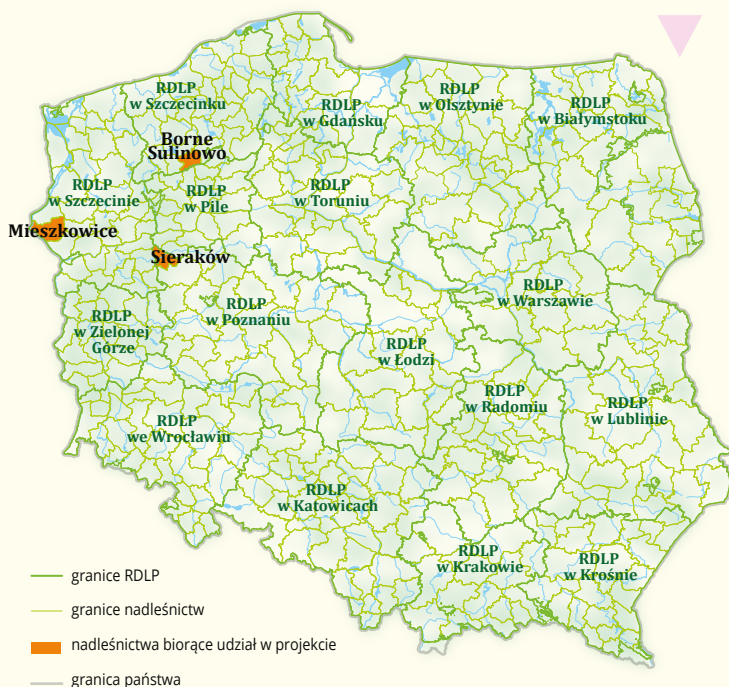 RDLP
w Szczecinku
RDLP
w Gdańsku
RDLP
w Olsztynie
RDLP
w Białymstoku
Borne
Sulinowo
RDLP
w Szczecinie
RDLP
w Pile
RDLP
w Toruniu
Mieszkowice
Sieraków
RDLP
w Warszawie
RDLP
w Zielonej
Górze
RDLP
w Poznaniu
RDLP
w Łodzi
RDLP
w Radomiu
RDLP
w Lublinie
RDLP
we Wrocławiu
RDLP
w Katowicach
RDLP
w Krakowie
RDLP
w Krośnie
granice RDLP
granice nadleśnictw
nadleśnictwa biorące udział w projekcie
granica państwa